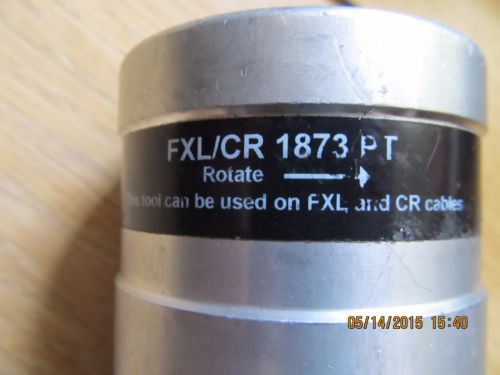 FXL/CR 1873 PT
Rotate
This tool can be used on FXL and CR cables
05/14/2015 15:40